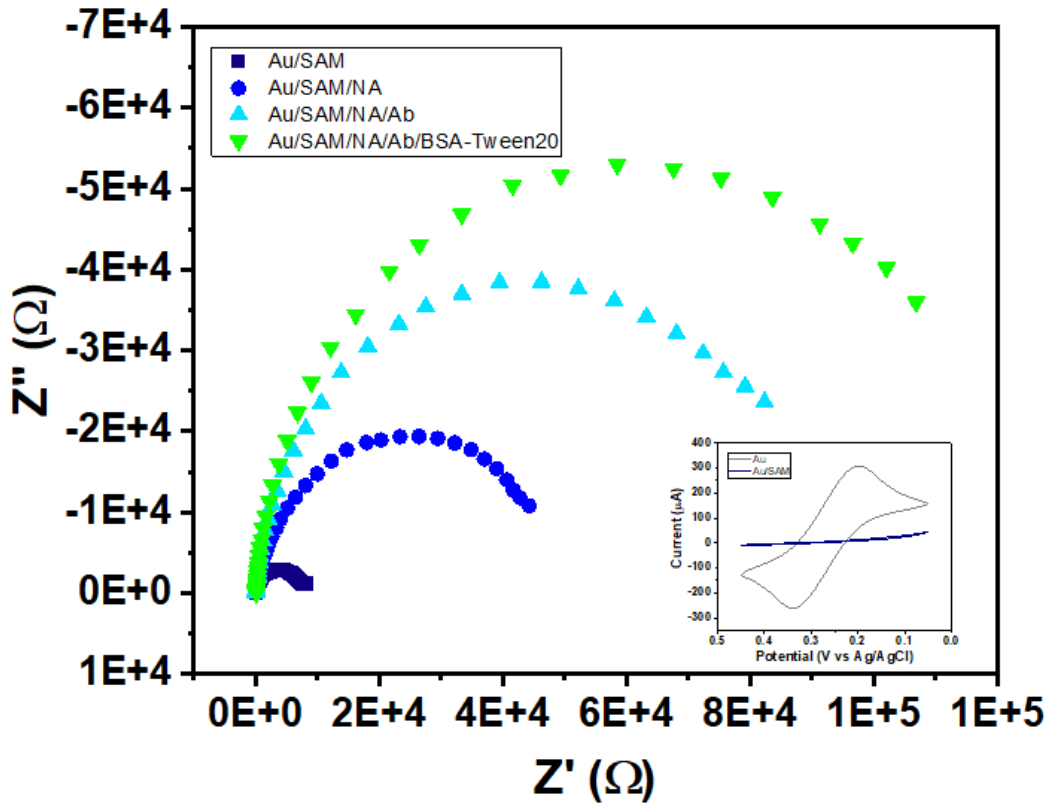 -7E+4
-6E+4
-5E+4
-4E+4
-3E+4
-2E+4
-1E+4
0E+0
1E+4
Z" (Ω)
Au/SAM
Au/SAM/NA
Au/SAM/NA/Ab
Au/SAM/NA/Ab/BSA-Tween20
400
300
200
100
0
-100
-200
-300
Current (μA)
Au
Au/SAM
0.5 0.4 0.3 0.2 0.1 0.0
Potential (V vs Ag/AgCl)
0E+0 2E+4 4E+4 6E+4 8E+4 1E+5 1E+5
Z' (Ω)